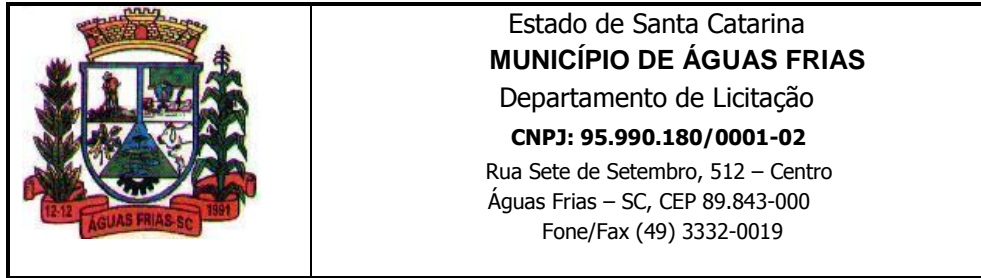 Estado de Santa Catarina
MUNICÍPIO DE ÁGUAS FRIAS
Departamento de Licitação
CNPJ: 95.990.180/0001-02
Rua Sete de Setembro, 512 – Centro
Águas Frias – SC, CEP 89.843-000
Fone/Fax (49) 3332-0019
12-12
ÁGUAS FRIAS-SC
1991